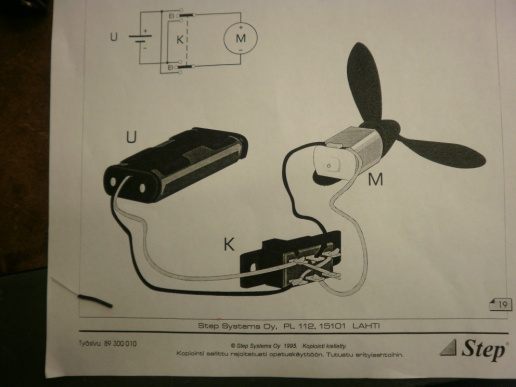 U
K
M
U
M
K
19
Step Systems Oy, PL 112, 15101 LAHTI
Työsivu 89 300 010
© Step Systems Oy 1995. Kopiointi kielletty.
Kopiointi sallittu rajoitetusti opetuskäyttöön. Tutustu erityisehtoihin.
Step